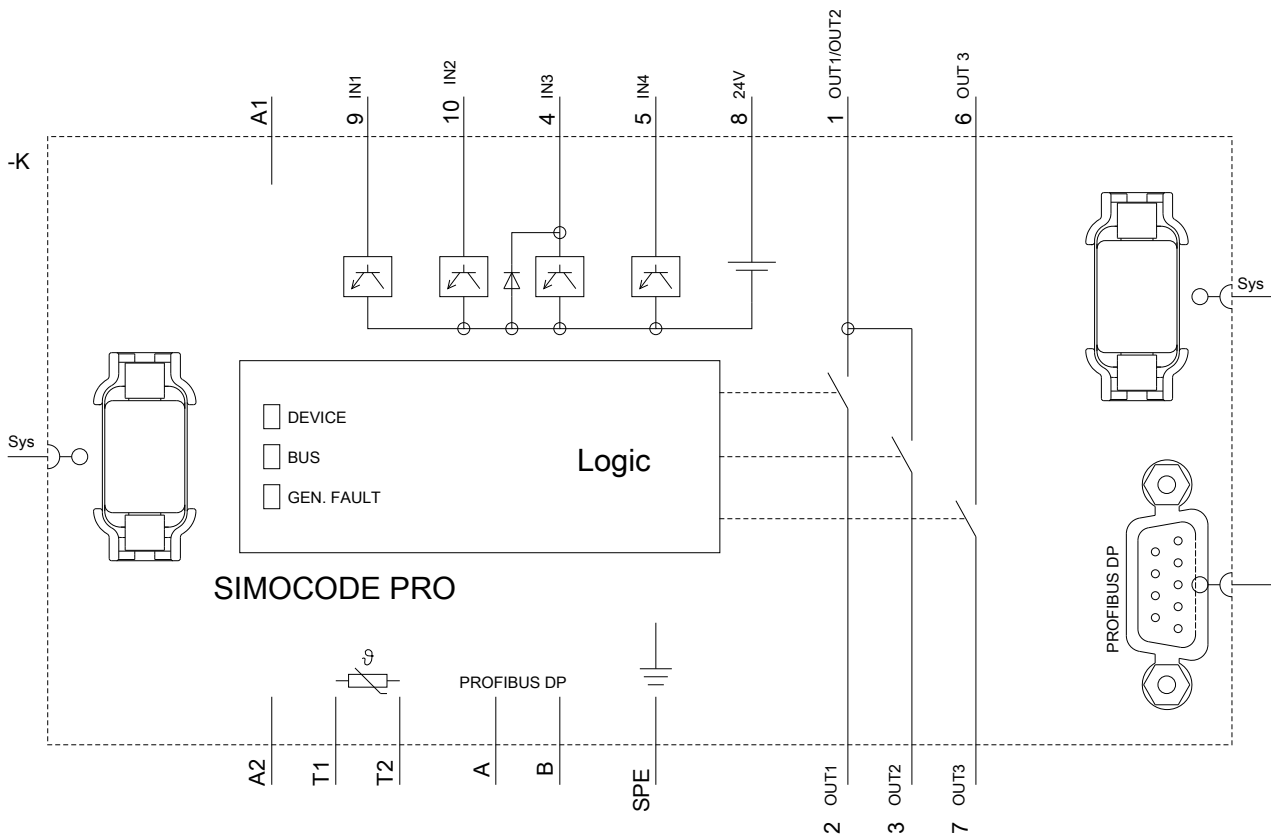 A1
9 IN1
10 IN2
4 IN3
5 IN4
8 24V
1 OUT1/OUT2
6 OUT 3
-K
Sys
Sys
DEVICE
BUS
GEN. FAULT
Logic
SIMOCODE PRO
PROFIBUS DP
ϑ
PROFIBUS DP
A2
T1
T2
A
B
SPE
2 OUT1
3 OUT2
7 OUT3